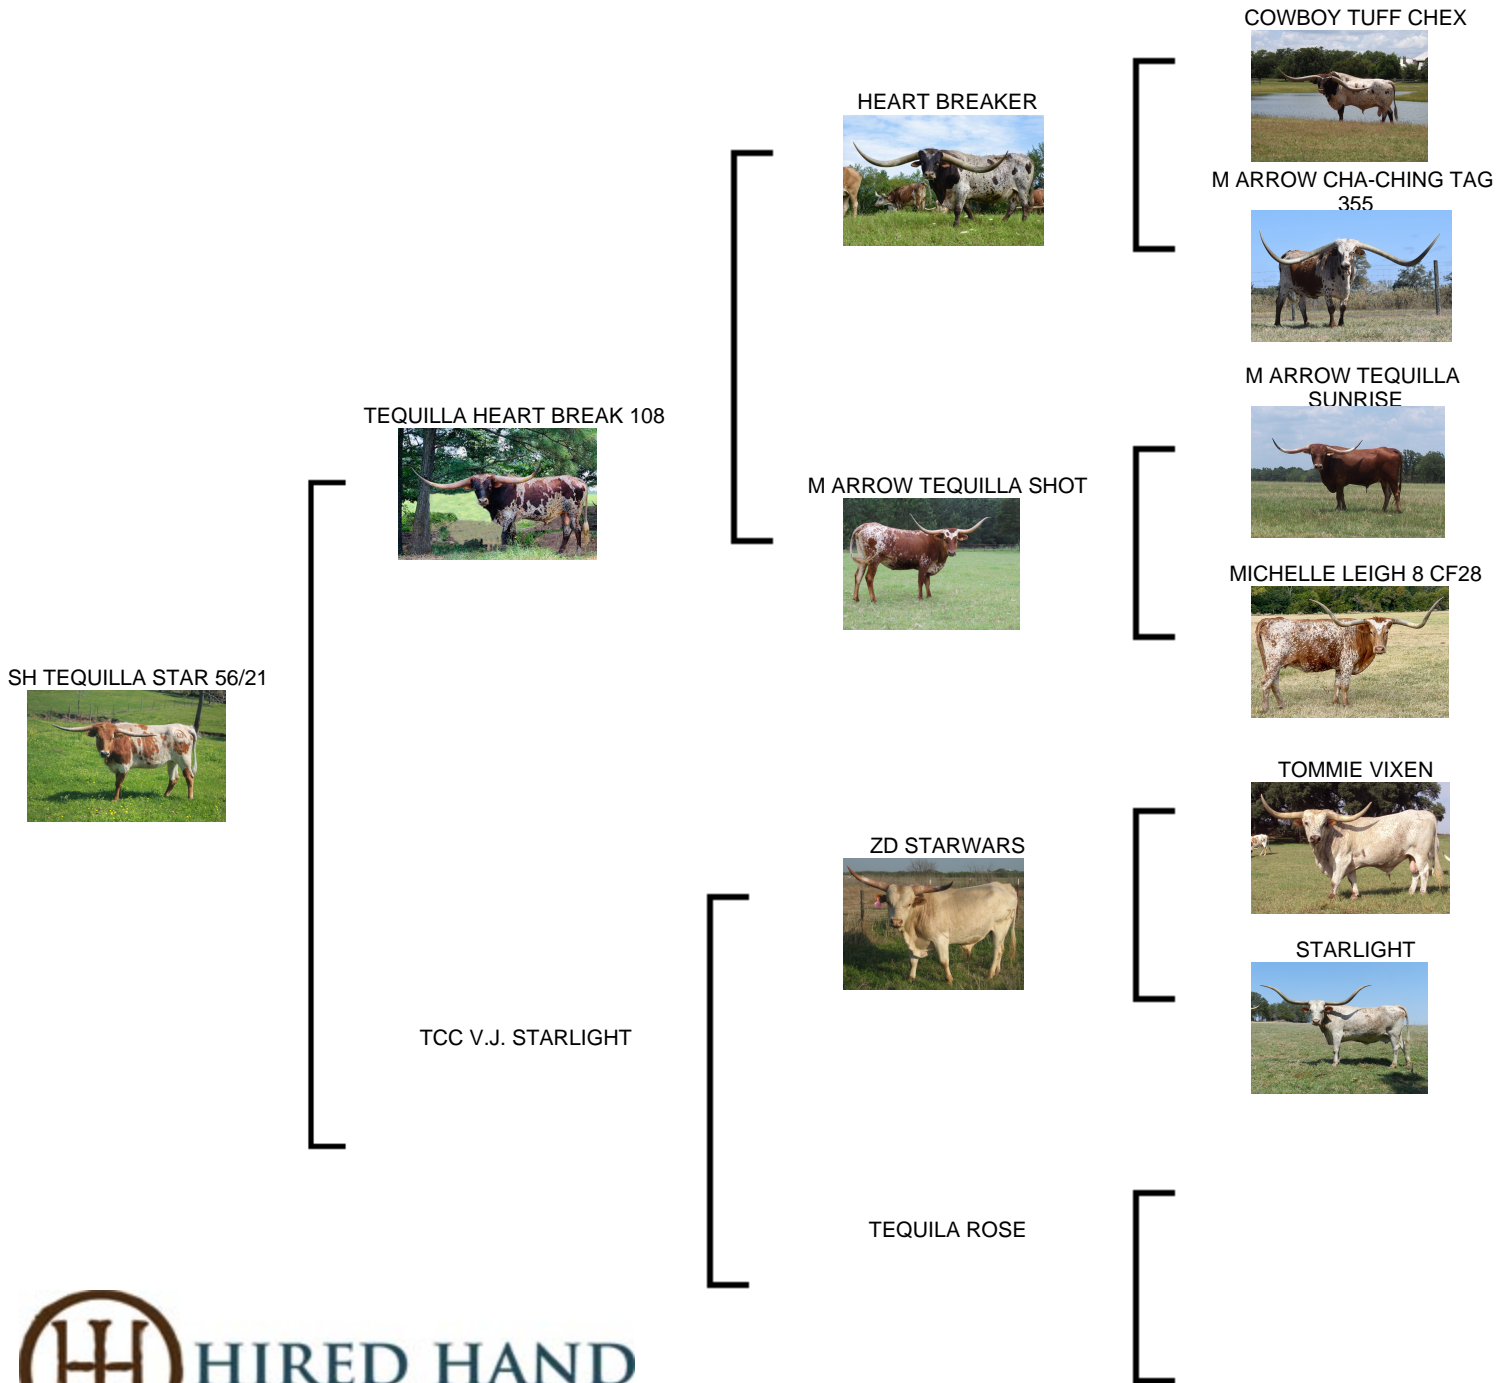 COWBOY TUFF CHEX
HEART BREAKER
M ARROW CHA-CHING TAG
355
M ARROW TEQUILLA
SUNRISE
TEQUILLA HEART BREAK 108
M ARROW TEQUILLA SHOT
MICHELLE LEIGH 8 CF28
SH TEQUILLA STAR 56/21
TOMMIE VIXEN
ZD STARWARS
STARLIGHT
TCC V.J. STARLIGHT
TEQUILA ROSE
HIRED HAND